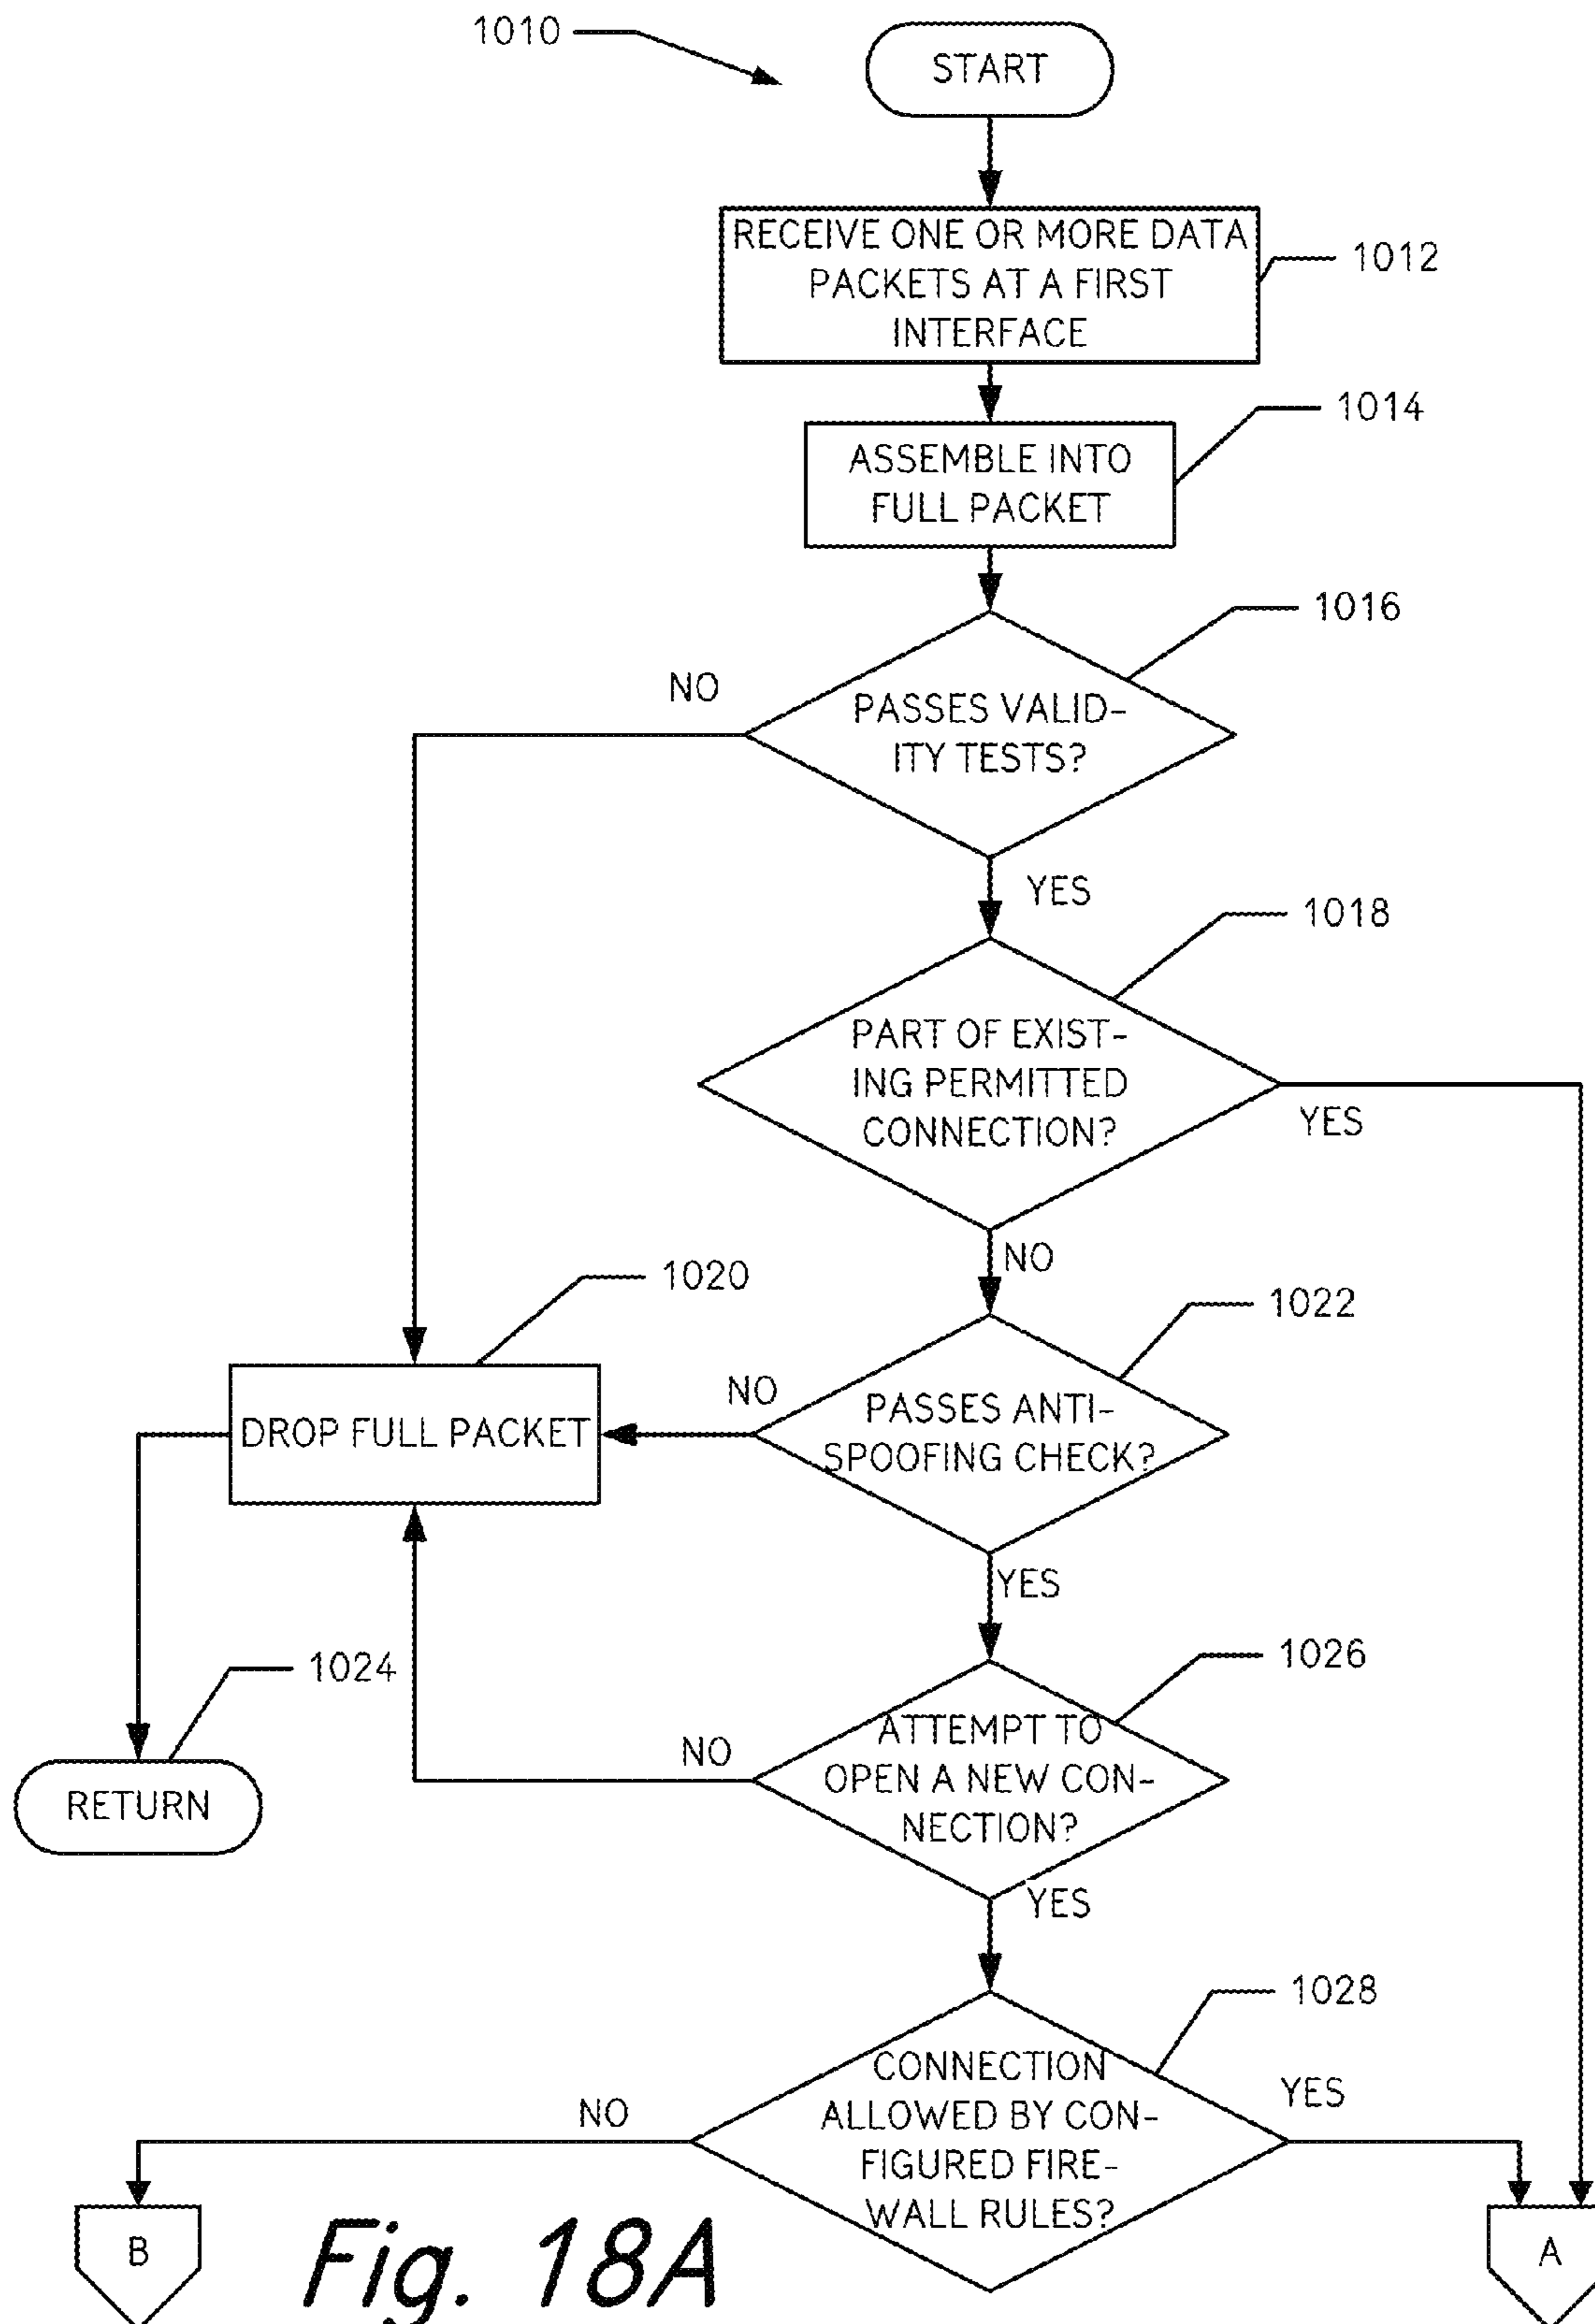 1010
START
RECEIVE ONE OR MORE DATA
PACKETS AT A FIRST
INTERFACE
1012
ASSEMBLE INTO
FULL PACKET
1014
1016
NO
PASSES VALID-
ITY TESTS?
YES
1018
PART OF EXIST-
ING PERMITTED
CONNECTION?
YES
NO
1020
1022
DROP FULL PACKET
NO
PASSES ANTI-
SPOOFING CHECK?
YES
1024
RETURN
1026
NO
ATTEMPT TO
OPEN A NEW CON-
NECTION?
YES
1028
NO
CONNECTION
ALLOWED BY CON-
FIGURED FIRE-
WALL RULES?
YES
B
Fig. 18A
A